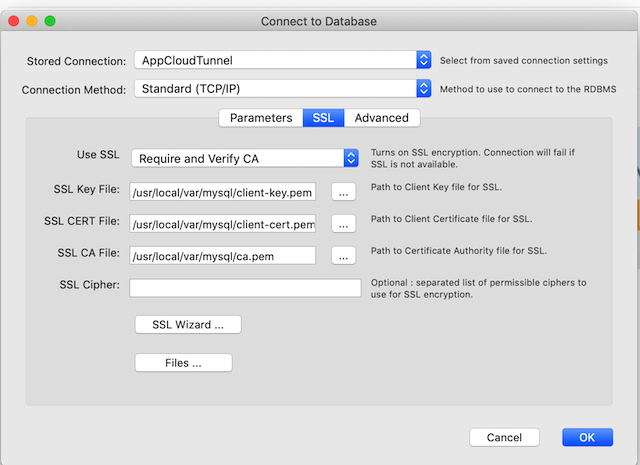 Connect to Database
Stored Connection: AppCloudTunnel Select from saved connection settings
Connection Method: Standard (TCP/IP) Method to use to connect to the RDBMS
Parameters SSL Advanced
Use SSL Require and Verify CA Turns on SSL encryption. Connection will fail if
SSL is not available.
SSL Key File: /usr/local/var/mysql/client-key.pem ... Path to Client Key file for SSL.
SSL CERT File: /usr/local/var/mysql/client-cert.pem ... Path to Client Certificate file for SSL.
SSL CA File: /usr/local/var/mysql/ca.pem ... Path to Certificate Authority file for SSL.
SSL Cipher: Optional : separated list of permissible ciphers to
use for SSL encryption.
SSL Wizard ...
Files ...
Cancel OK